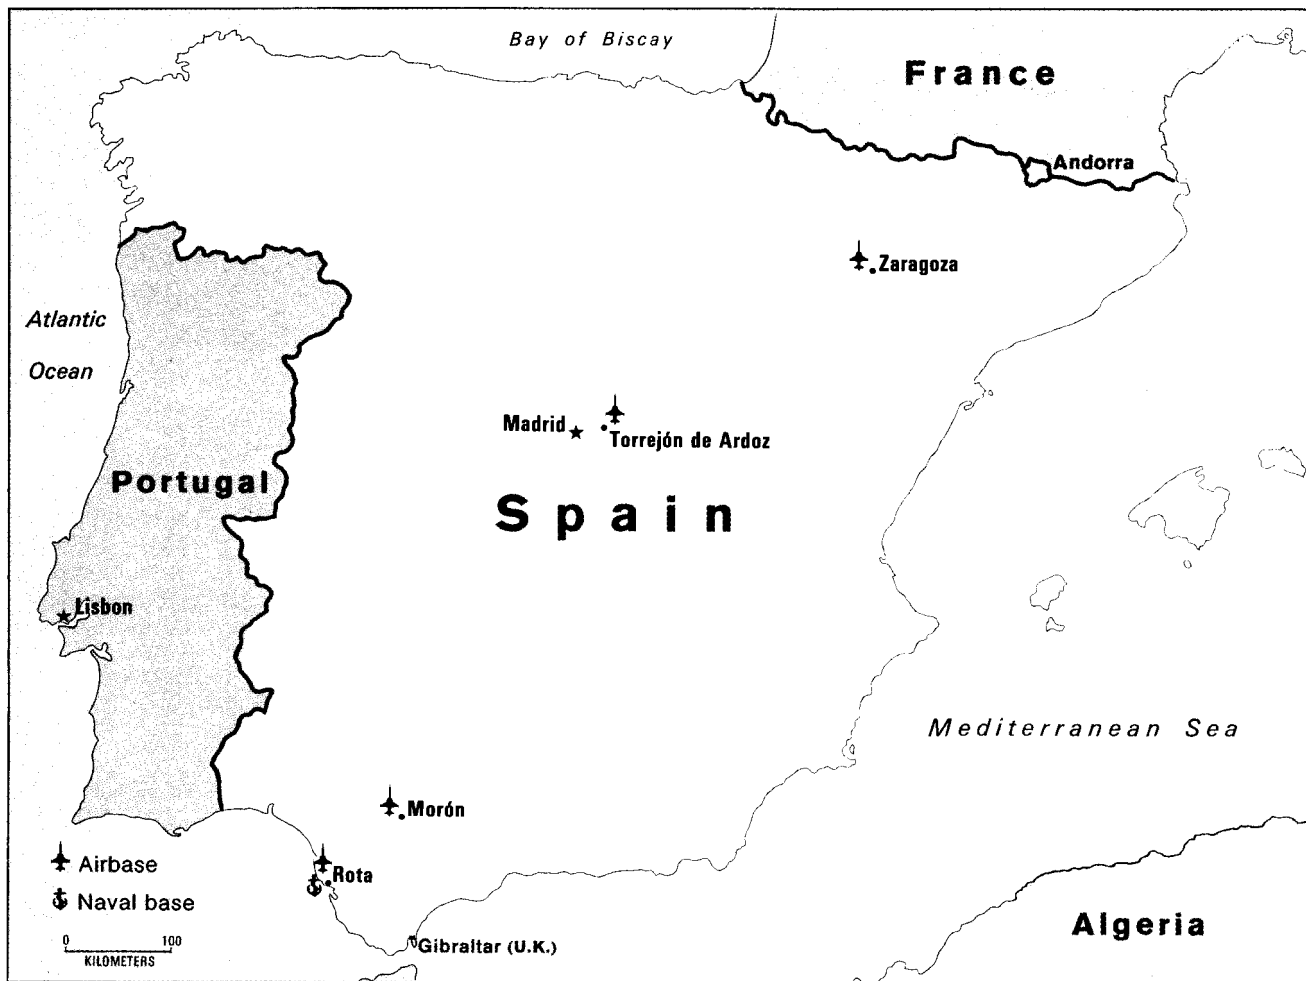 Bay of Biscay
France
Andorra
Zaragoza
Atlantic
Ocean
Madrid
Torrejón de Ardoz
Portugal
Spain
Lisbon
Mediterranean Sea
Morón
Airbase
Rota
Naval base
Algeria
0 100
KILOMETERS
Gibraltar (U.K.)